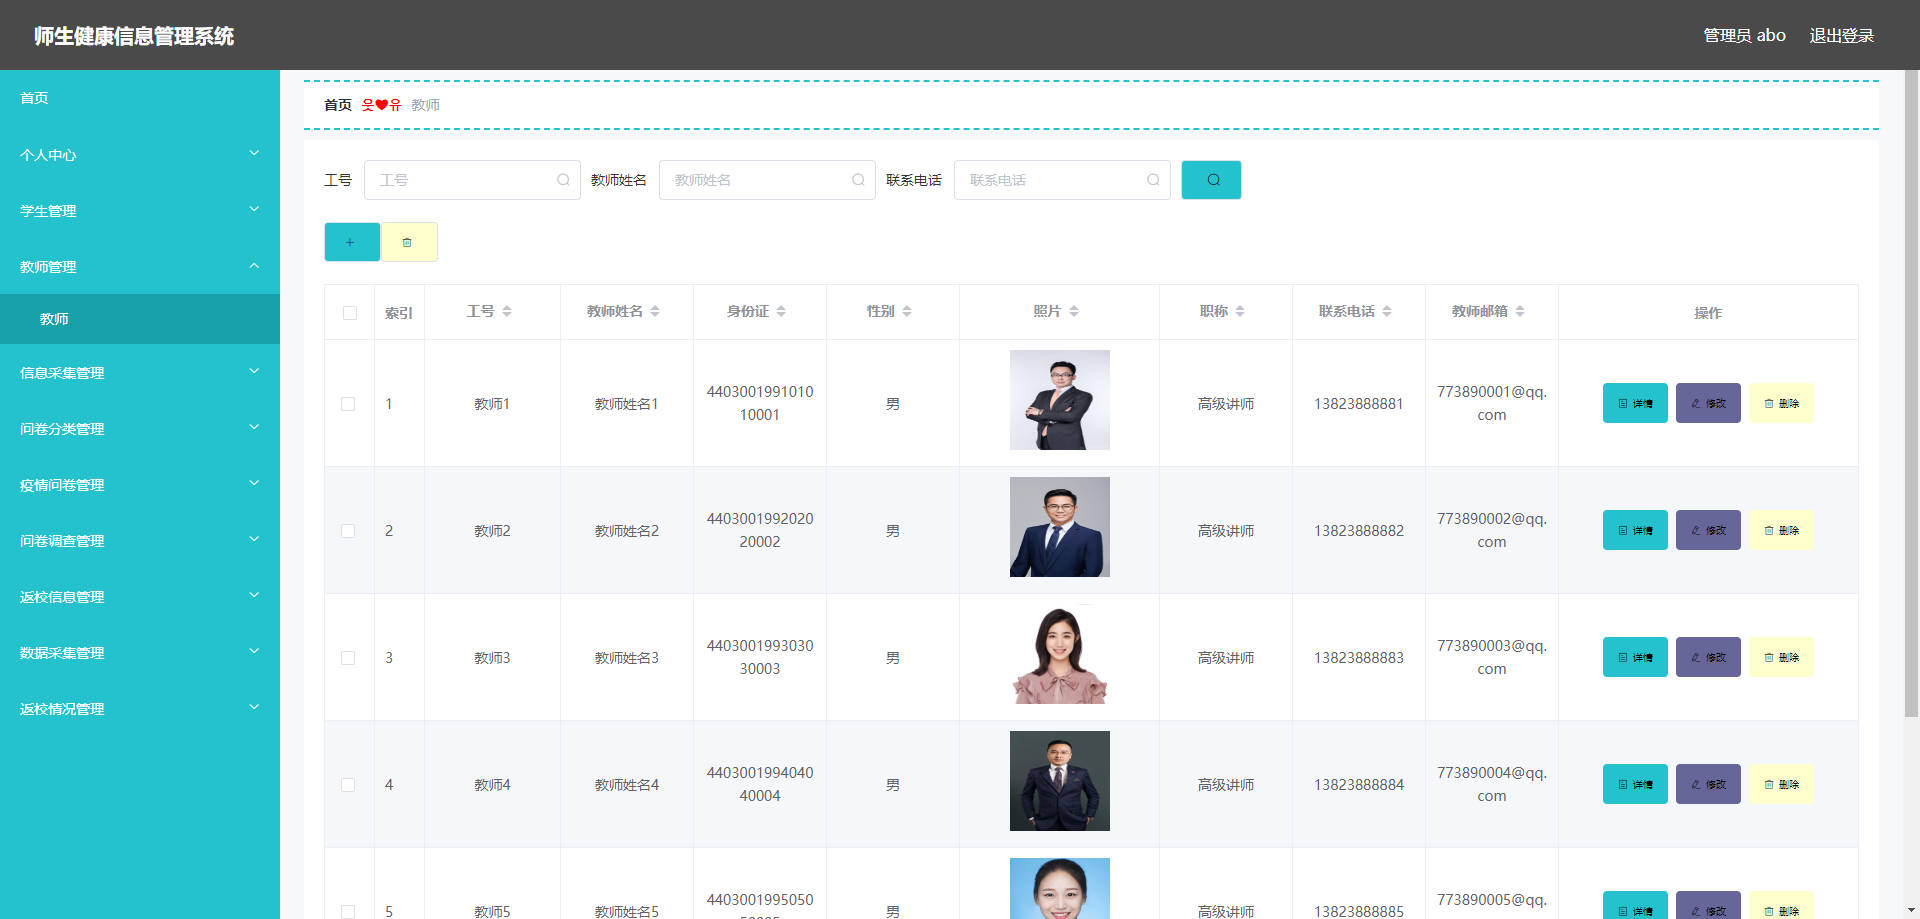 师生健康信息管理系统
管理员 abo
退出登录
首页
个人中心
学生管理
教师管理
教师
信息采集管理
问卷分类管理
疫情问卷管理
问卷调查管理
返校信息管理
数据采集管理
返校情况管理
首页 웃❤유 教师
工号 工号 教师姓名 教师姓名 联系电话 联系电话
索引 工号 教师姓名 身份证 性别 照片 职称 联系电话 教师邮箱 操作
1 教师1 教师姓名1 4403001991010 男 高级讲师 13823888881 773890001@qq. 详情 修改 删除
10001 com
2 教师2 教师姓名2 4403001992020 男 高级讲师 13823888882 773890002@qq. 详情 修改 删除
20002 com
3 教师3 教师姓名3 4403001993030 男 高级讲师 13823888883 773890003@qq. 详情 修改 删除
30003 com
4 教师4 教师姓名4 4403001994040 男 高级讲师 13823888884 773890004@qq. 详情 修改 删除
40004 com
5 教师5 教师姓名5 4403001995050 男 高级讲师 13823888885 773890005@qq. 详情 修改 删除